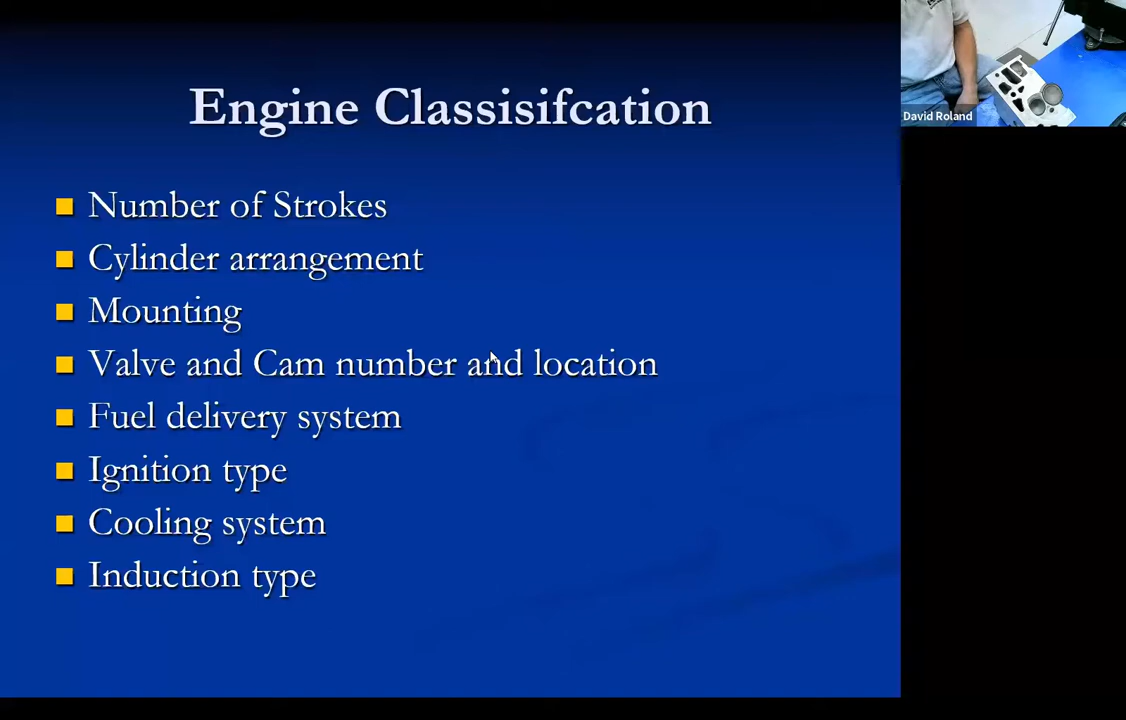 Engine Classisifcation
Number of Strokes
Cylinder arrangement
Mounting
Valve and Cam number and location
Fuel delivery system
Ignition type
Cooling system
Induction type
David Roland